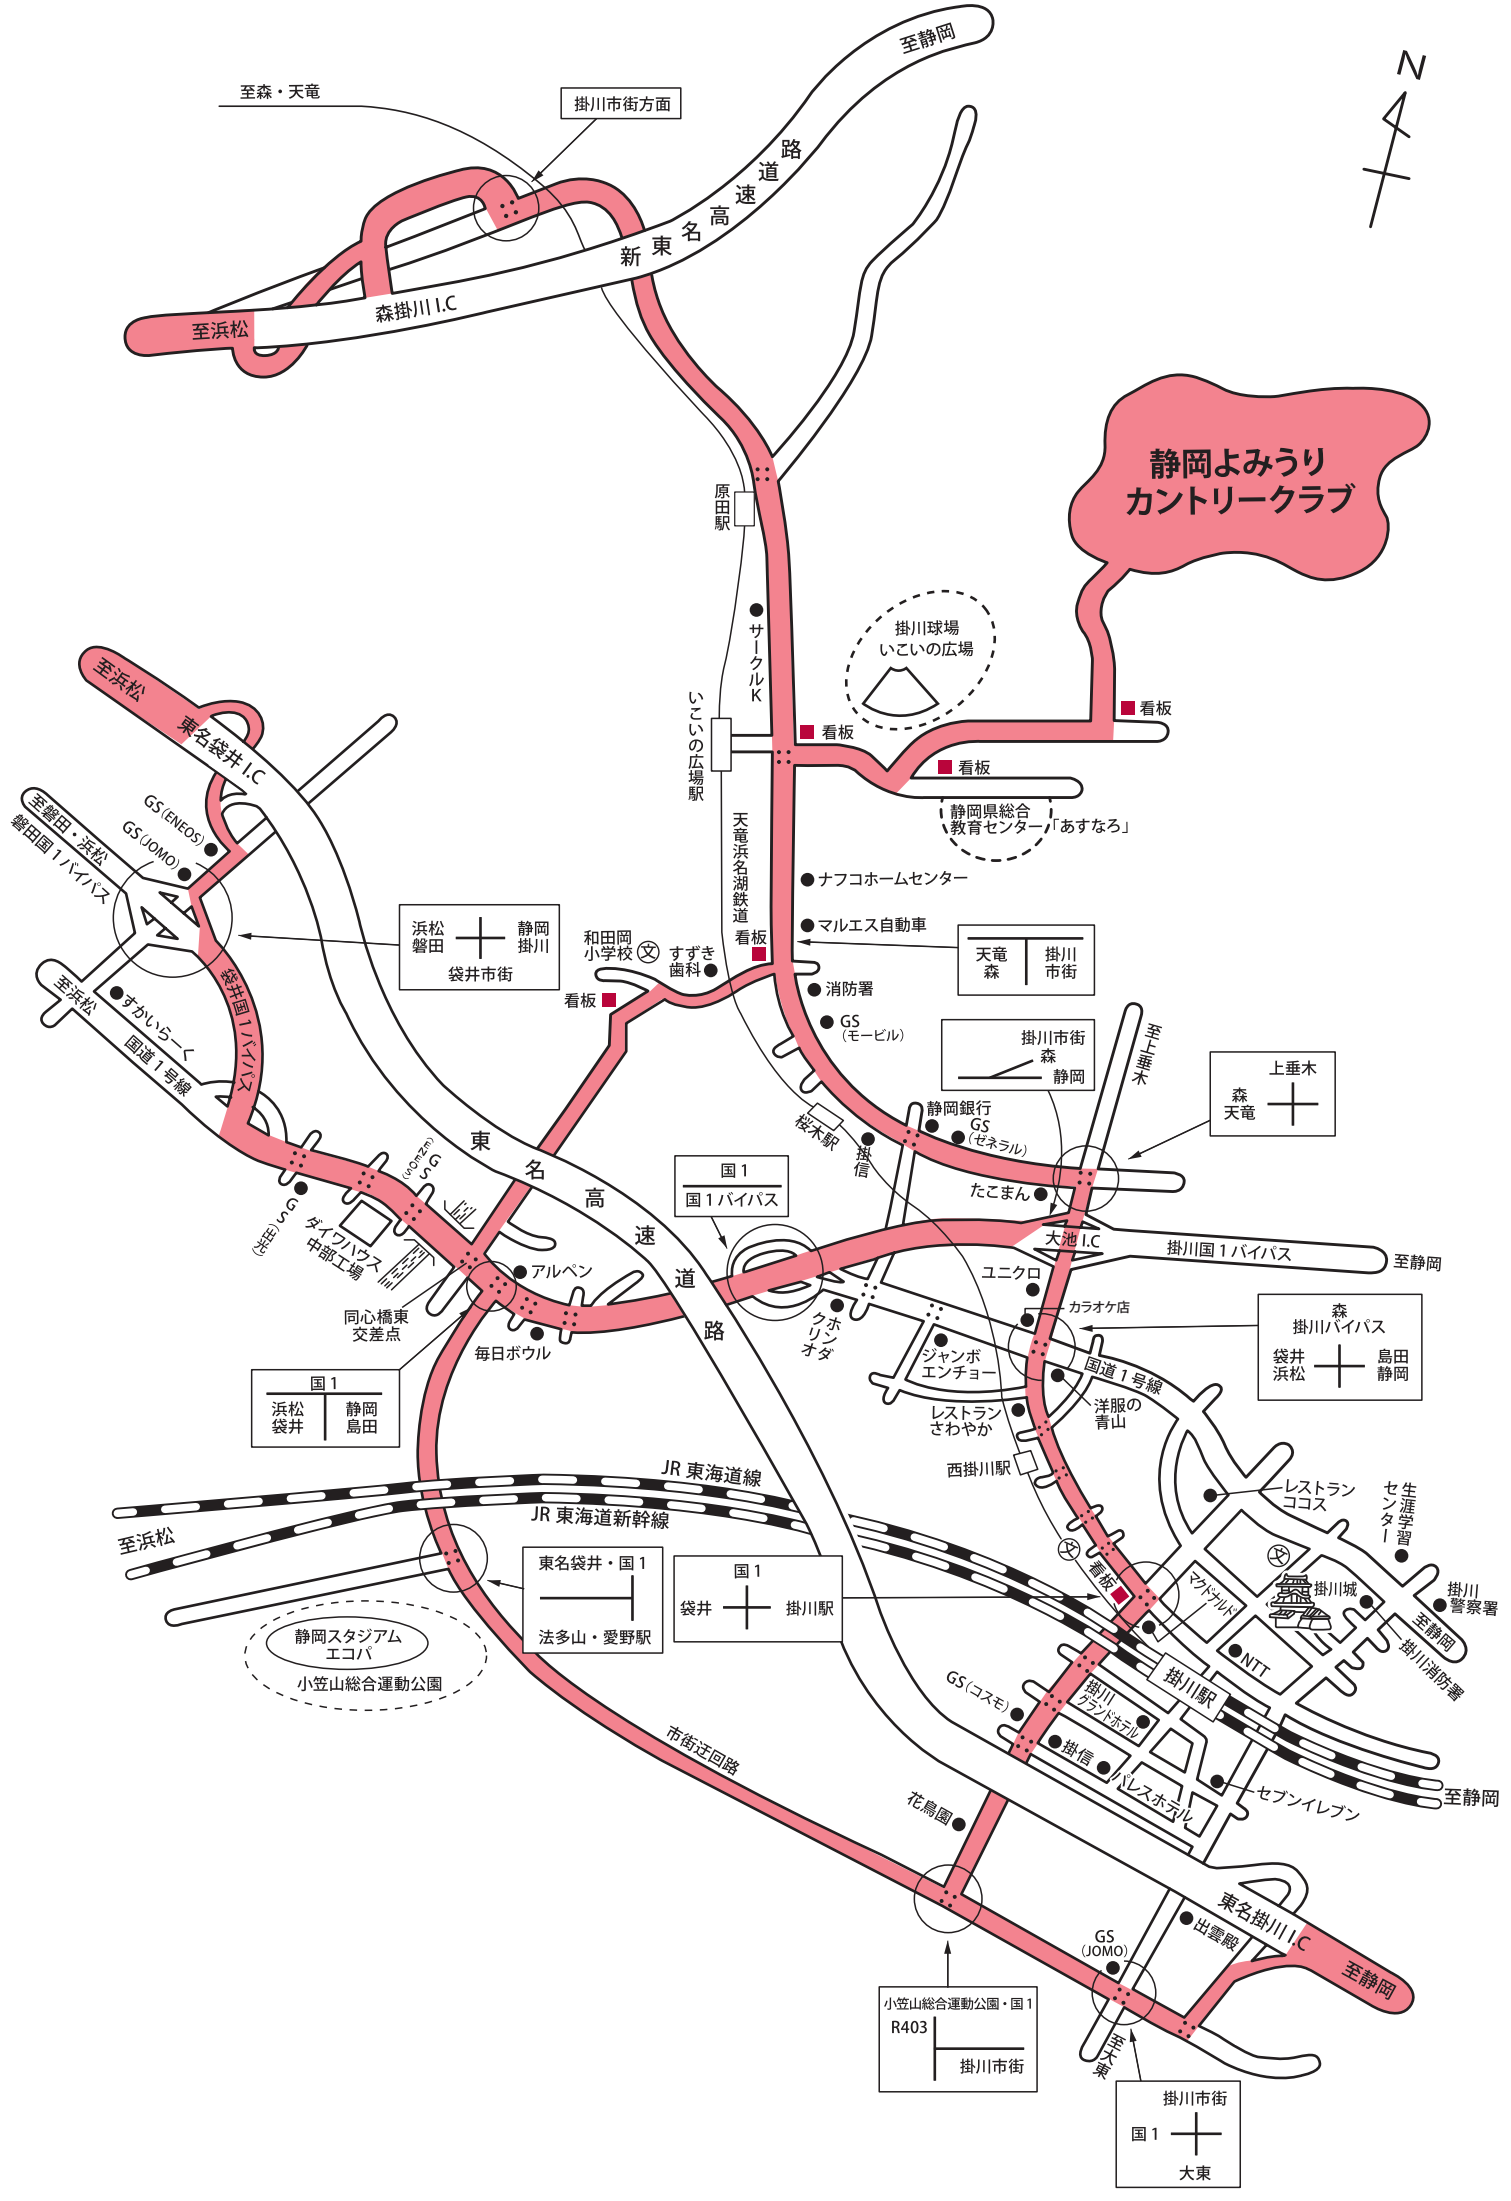 至静岡
N
至森・天竜
掛川市街方面
新東名高速道路
森掛川 I.C
至浜松
静岡よみうり
カントリークラブ
原田駅
サークルK
掛川球場
いこいの広場
いこいの広場駅
看板
看板
看板
静岡県総合
教育センター「あすなろ」
至浜松
東名袋井 I.C
GS(ENEOS)
GS(JOMO)
至磐田・浜松
磐田国1バイパス
天竜浜名湖鉄道
ナフコホームセンター
マルエス自動車
浜松
磐田
静岡
掛川
袋井市街
和田岡
小学校
文
すずき
歯科
看板
看板
天竜
森
掛川
市街
消防署
GS
(モービル)
至浜松
すかいらーく
国道1号線
袋井国1バイパス
掛川市街
森
静岡
至上垂木
上垂木
森
天竜
桜木駅
掛信
静岡銀行
GS
(ゼネラル)
たこまん
GS
(ENEOS)
GS
(出光)
ダイワハウス
中部工場
東名高速道路
国1
国1バイパス
大池 I.C
掛川国1バイパス
至静岡
アルペン
同心橋東
交差点
毎日ボウル
ホンダ
クリオ
ユニクロ
カラオケ店
森
掛川バイパス
袋井
浜松
島田
静岡
ジャンボ
エンチョー
国道1号線
洋服の
青山
レストラン
さわやか
国1
浜松
袋井
静岡
島田
西掛川駅
JR 東海道線
JR 東海道新幹線
至浜松
レストラン
ココス
生涯学習
センター
文
文
看板
マクドナルド
掛川城
掛川
警察署
至静岡
掛川消防署
NTT
東名袋井・国1
法多山・愛野駅
国1
袋井
掛川駅
静岡スタジアム
エコパ
小笠山総合運動公園
掛川駅
GS(コスモ)
掛川
グランドホテル
掛信
パレスホテル
セブンイレブン
至静岡
市街迂回路
花鳥園
東名掛川 I.C
出雲殿
至静岡
GS
(JOMO)
小笠山総合運動公園・国1
R403
掛川市街
至大東
掛川市街
国1
大東